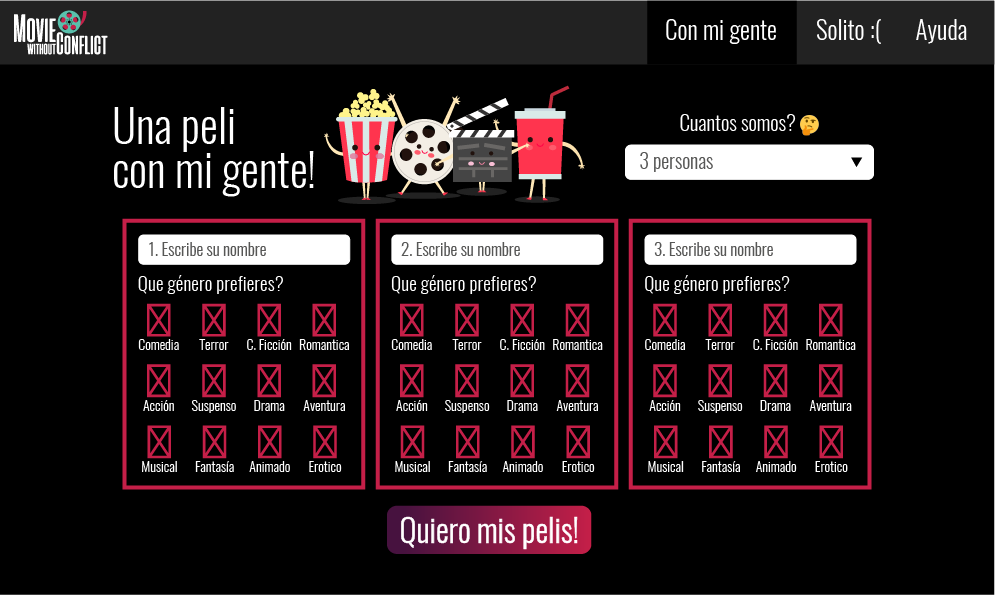 MOVIE
WITHOUT CONFLICT
Con mi gente
Solito :(
Ayuda
Una peli
con mi gente!
Cuantos somos? 🤔
3 personas
1. Escribe su nombre
Que género prefieres?
Comedia Terror C. Ficción Romantica
Acción Suspenso Drama Aventura
Musical Fantasía Animado Erotico
2. Escribe su nombre
Que género prefieres?
Comedia Terror C. Ficción Romantica
Acción Suspenso Drama Aventura
Musical Fantasía Animado Erotico
3. Escribe su nombre
Que género prefieres?
Comedia Terror C. Ficción Romantica
Acción Suspenso Drama Aventura
Musical Fantasía Animado Erotico
Quiero mis pelis!